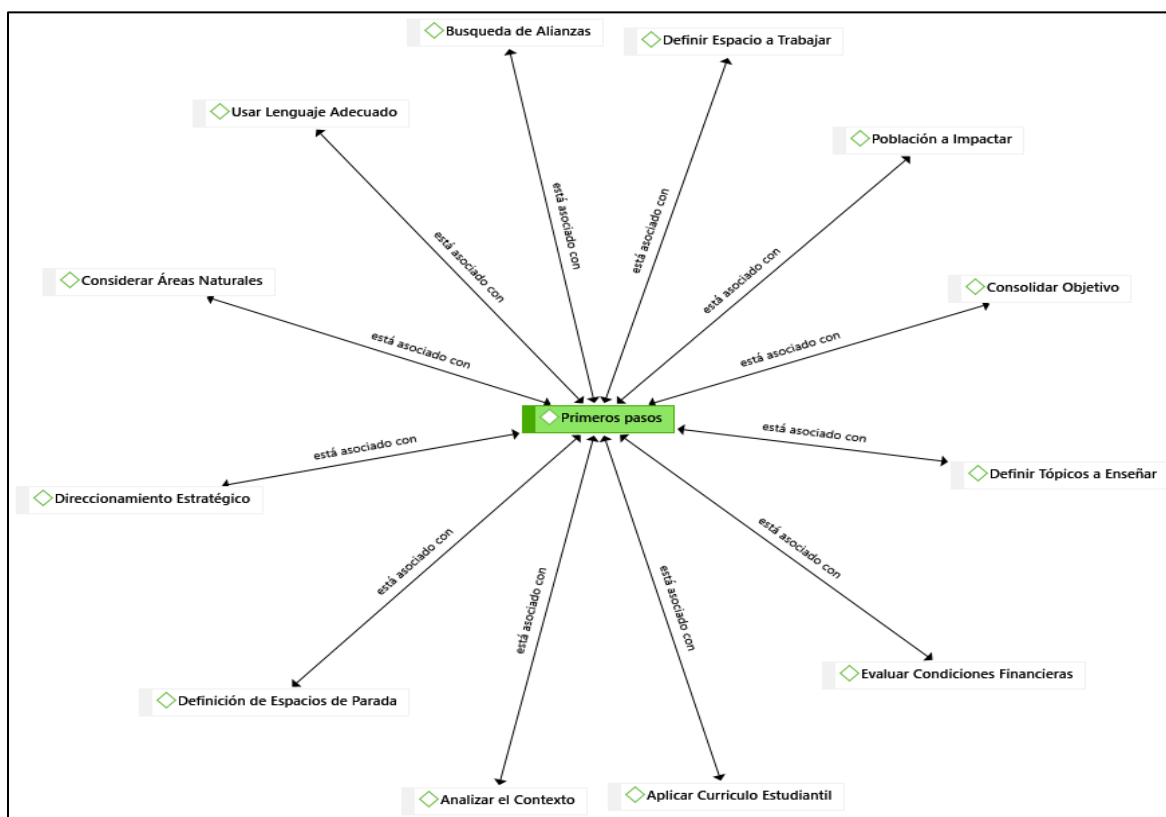 Busqueda de Alianzas
Definir Espacio a Trabajar
Usar Lenguaje Adecuado
Población a Impactar
está asociado con
está asociado con
está asociado con
está asociado con
Considerar Áreas Naturales
Consolidar Objetivo
está asociado con
está asociado con
Primeros pasos
está asociado con
está asociado con
Direccionamiento Estratégico
Definir Tópicos a Enseñar
está asociado con
está asociado con
está asociado con
está asociado con
Definición de Espacios de Parada
Evaluar Condiciones Financieras
Analizar el Contexto
Aplicar Curriculo Estudiantil